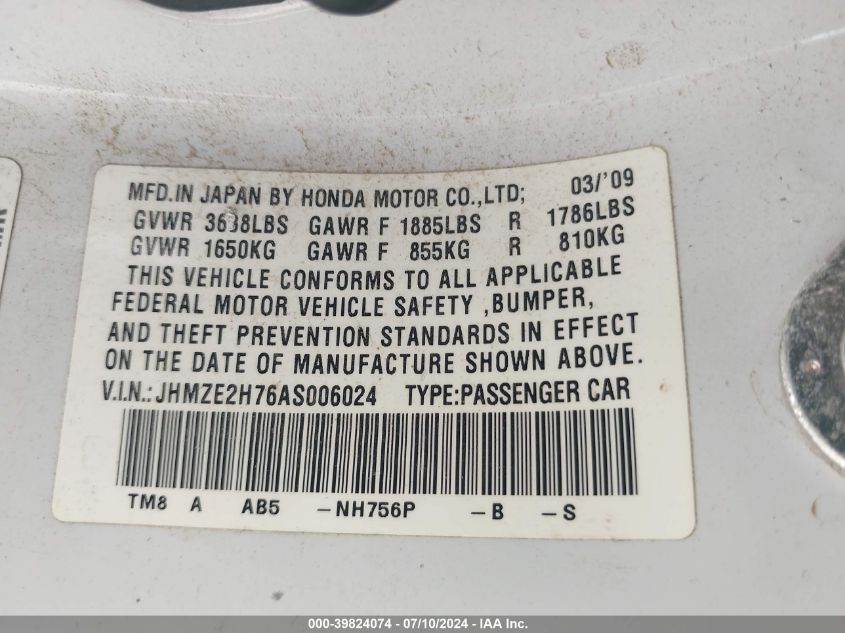 MFD.IN JAPAN BY HONDA MOTOR CO.,LTD; 03/'09
GVWR 3638LBS GAWR F 1885LBS R 1786LBS
GVWR 1650KG GAWR F 855KG R 810KG
THIS VEHICLE CONFORMS TO ALL APPLICABLE
FEDERAL MOTOR VEHICLE SAFETY ,BUMPER,
AND THEFT PREVENTION STANDARDS IN EFFECT
ON THE DATE OF MANUFACTURE SHOWN ABOVE.
V.I.N.: JHMZE2H76AS006024 TYPE:PASSENGER CAR
TM8 A AB5 -NH756P -B -S
000-39824074 - 07/10/2024 - IAA Inc.